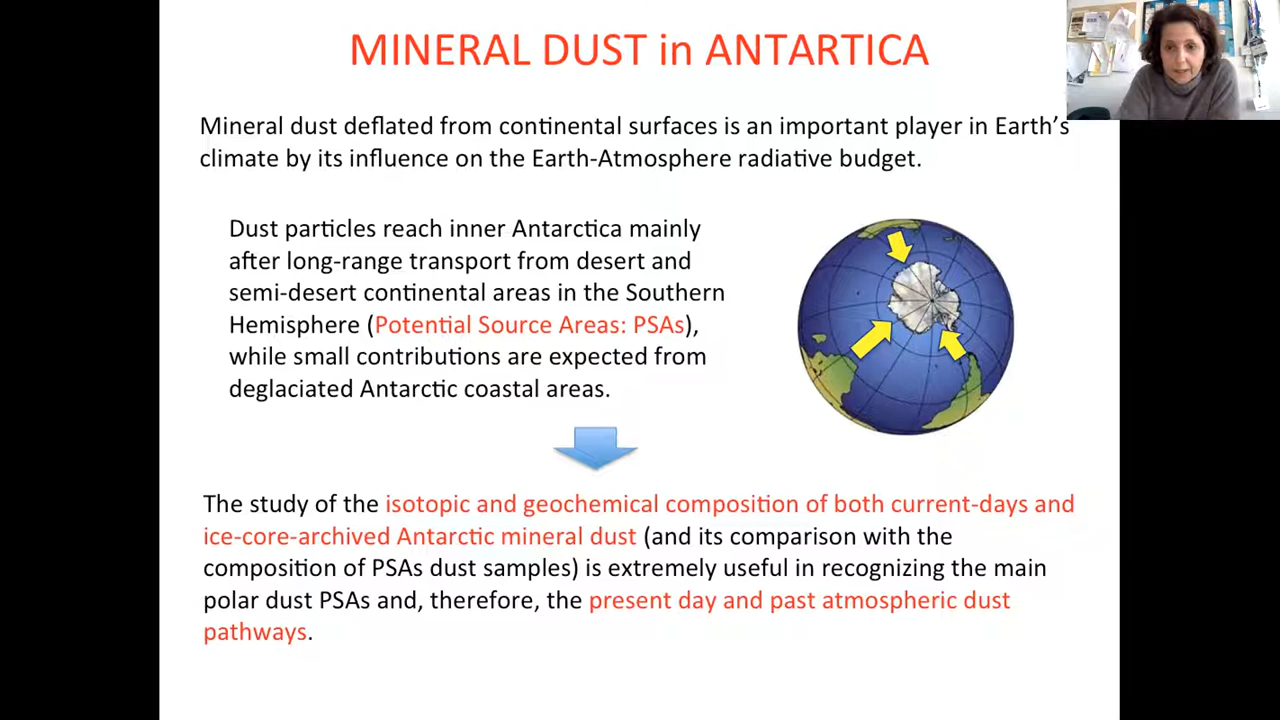 MINERAL DUST in ANTARTICA
Mineral dust deflated from continental surfaces is an important player in Earth's
climate by its influence on the Earth-Atmosphere radiative budget.
Dust particles reach inner Antarctica mainly
after long-range transport from desert and
semi-desert continental areas in the Southern
Hemisphere (Potential Source Areas: PSAs),
while small contributions are expected from
deglaciated Antarctic coastal areas.
The study of the isotopic and geochemical composition of both current-days and
ice-core-archived Antarctic mineral dust (and its comparison with the
composition of PSAs dust samples) is extremely useful in recognizing the main
polar dust PSAs and, therefore, the present day and past atmospheric dust
pathways.